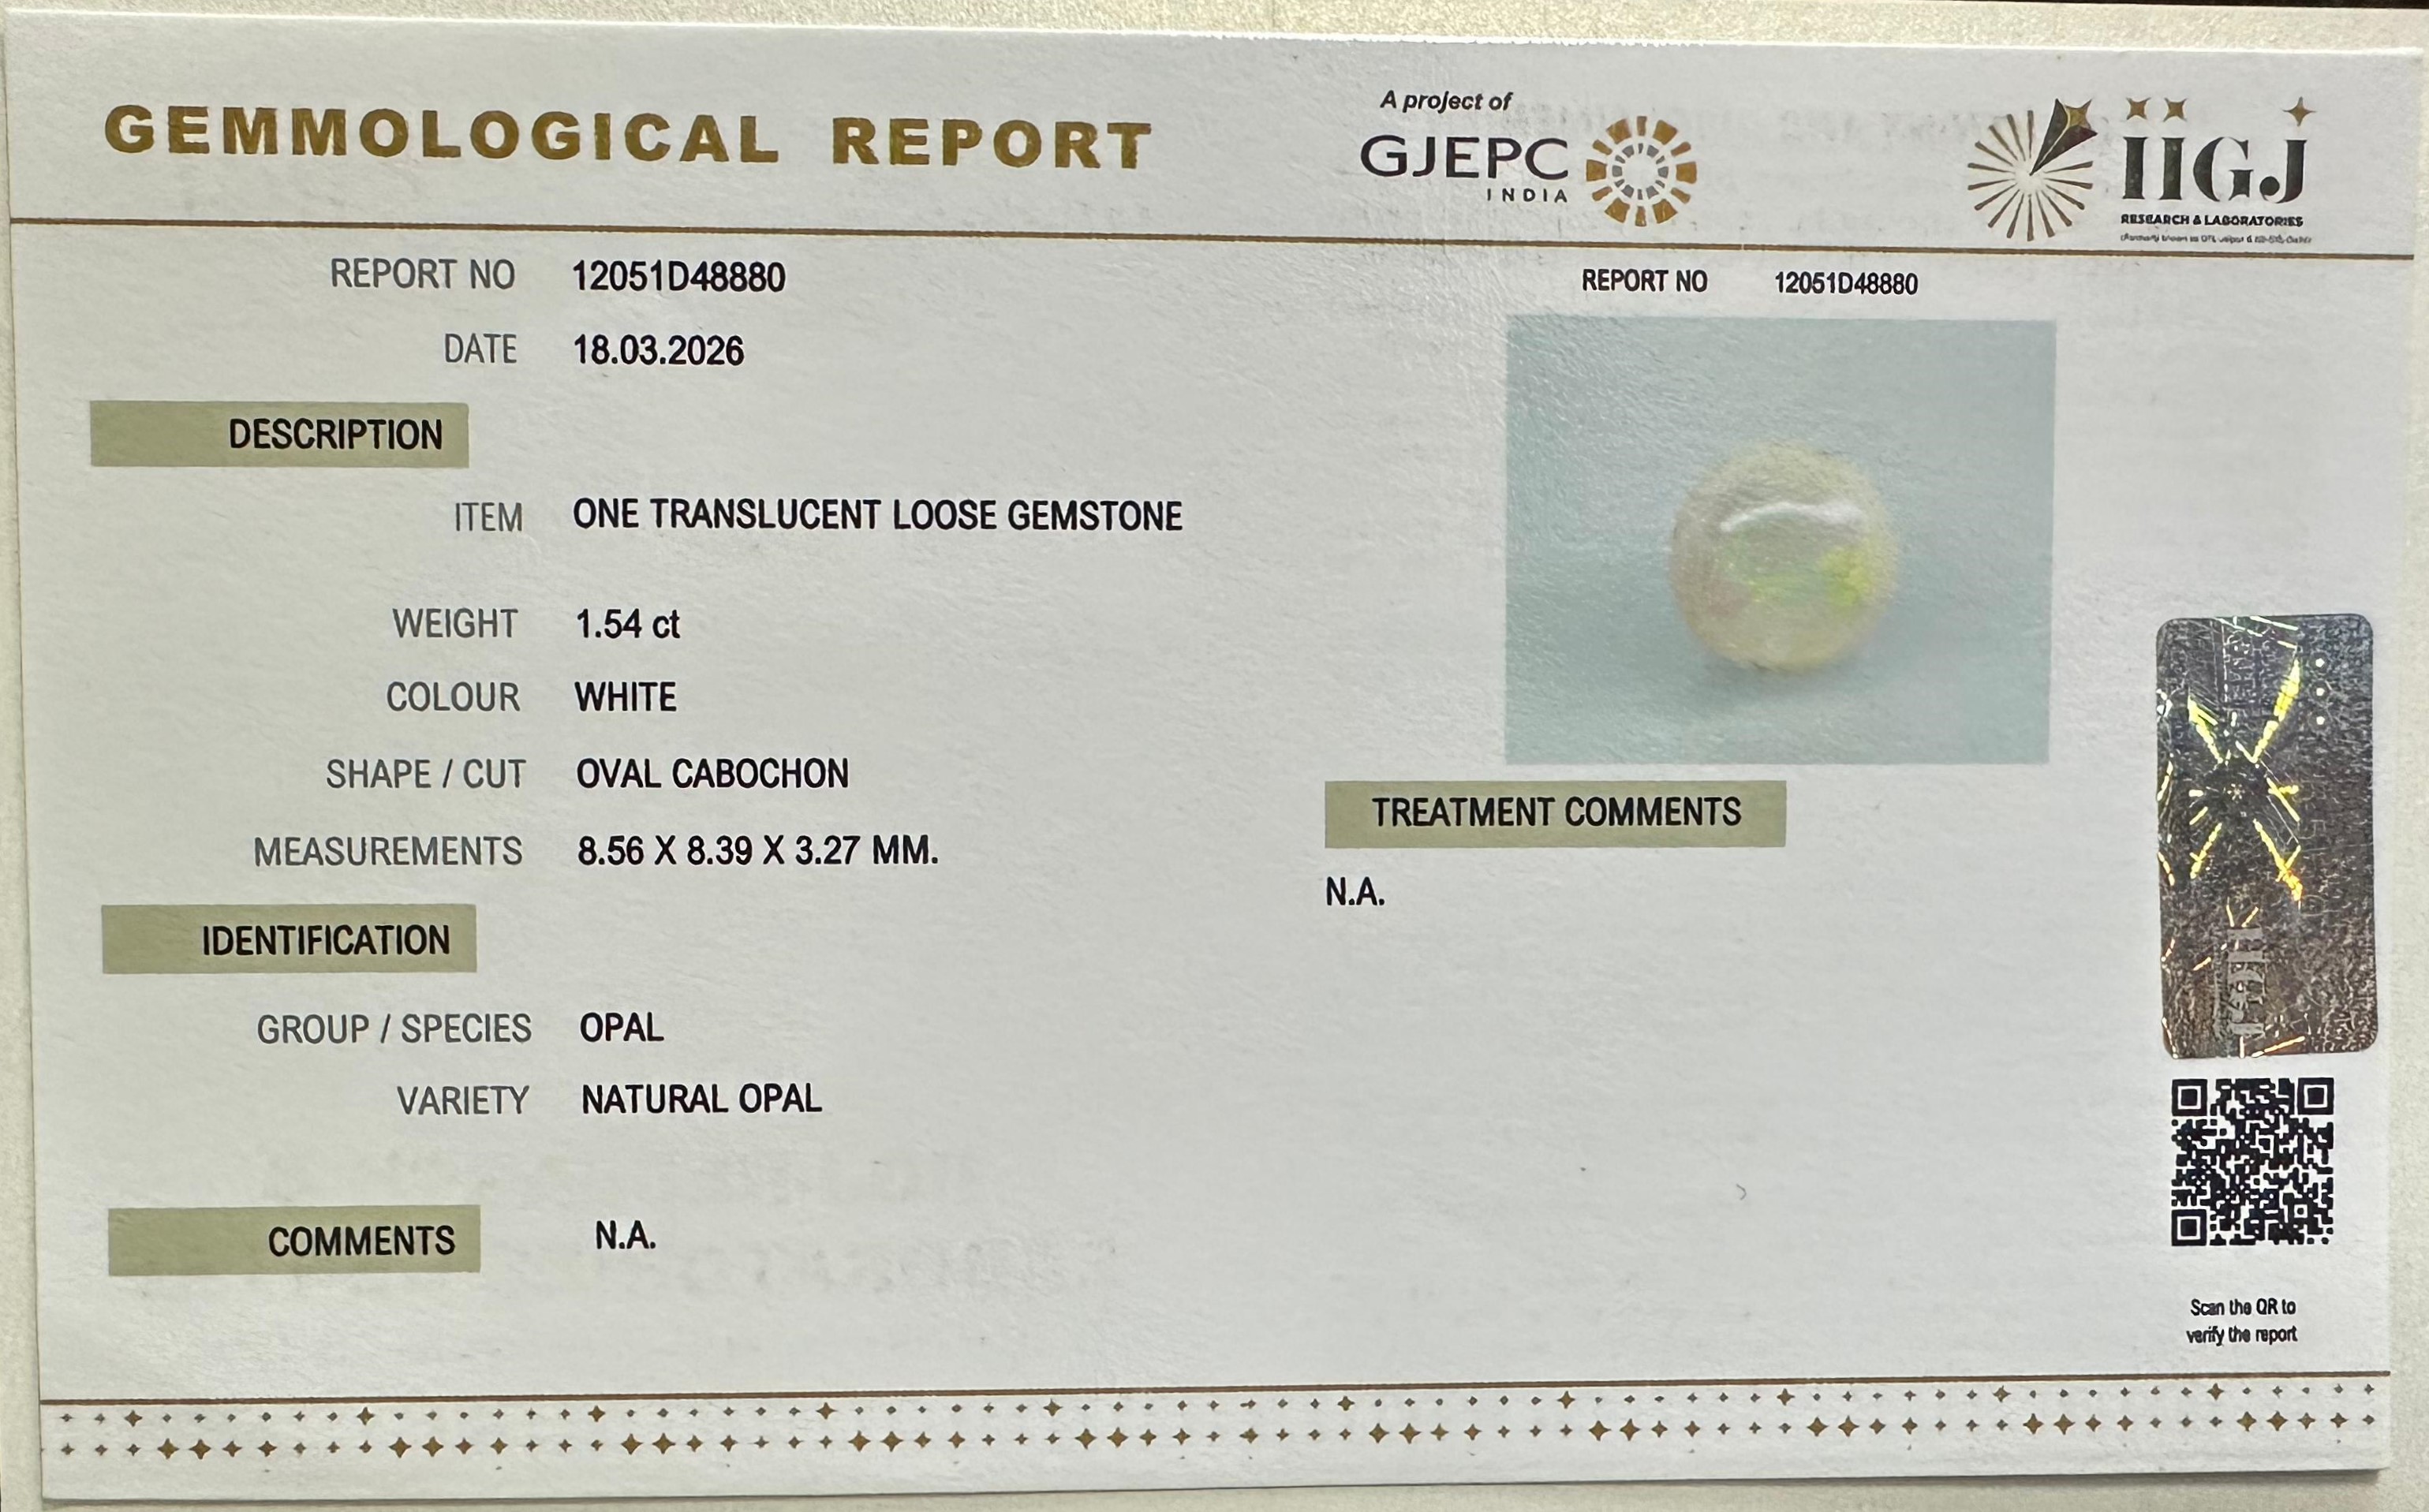 GEMMOLOGICAL REPORT
A project of
GJEPC
INDIA
IIGJ
RESEARCH & LABORATORIES
REPORT NO 12051D48880
REPORT NO 12051D48880
DATE 18.03.2026
DESCRIPTION
ITEM ONE TRANSLUCENT LOOSE GEMSTONE
WEIGHT 1.54 ct
COLOUR WHITE
SHAPE / CUT OVAL CABOCHON
MEASUREMENTS 8.56 X 8.39 X 3.27 MM.
TREATMENT COMMENTS
N.A.
IDENTIFICATION
GROUP / SPECIES OPAL
VARIETY NATURAL OPAL
COMMENTS N.A.
IIGJ
Scan the QR to
verify the report